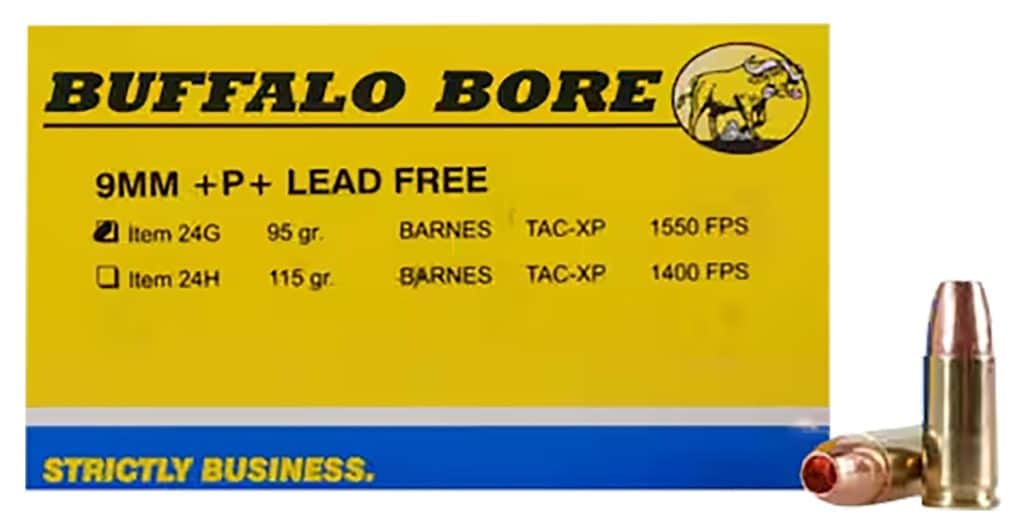 BUFFALO BORE
9MM +P+ LEAD FREE
Item 24G 95 gr. BARNES TAC-XP 1550 FPS
Item 24H 115 gr. BARNES TAC-XP 1400 FPS
STRICTLY BUSINESS.